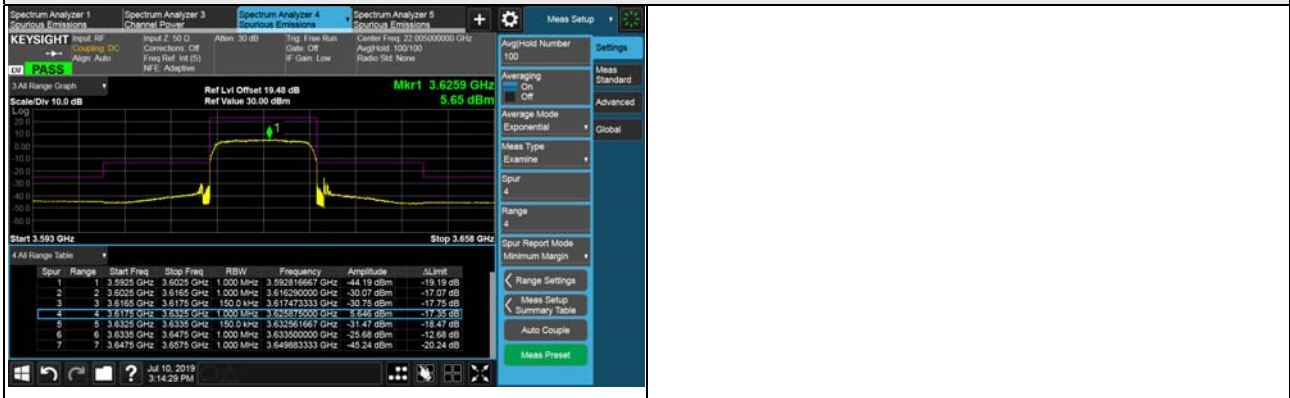 Spectrum Analyzer 1
Spurious Emissions
Spectrum Analyzer 3
Channel Power
Spectrum Analyzer 4
Spurious Emissions
Spectrum Analyzer 5
Spurious Emissions
+
Meas Setup
KEYSIGHT
Input: RF
Coupling: DC
Align: Auto
Input Z: 50 Ω
Corrections: Off
Freq Ref: Int (S)
NFE: Adaptive
Atten: 30 dB
Trig: Free Run
Gate: Off
IF Gain: Low
Center Freq: 22.005000000 GHz
Avg|Hold: 100/100
Radio Std: None
PASS
3 All Range Graph
Scale/Div 10.0 dB
Ref Lvl Offset 19.48 dB
Ref Value 30.00 dBm
Mkr1 3.6259 GHz
5.65 dBm
Log
20.0
10.0
0.00
-10.0
-20.0
-30.0
-40.0
-50.0
-60.0
1
Start 3.593 GHz
Stop 3.658 GHz
4 All Range Table
Spur Range Start Freq Stop Freq RBW Frequency Amplitude ΔLimit
1 1 3.5925 GHz 3.6025 GHz 1.000 MHz 3.592816667 GHz -44.19 dBm -19.19 dB
2 2 3.6025 GHz 3.6165 GHz 1.000 MHz 3.616290000 GHz -30.07 dBm -17.07 dB
3 3 3.6165 GHz 3.6175 GHz 150.0 kHz 3.617473333 GHz -30.75 dBm -17.75 dB
4 4 3.6175 GHz 3.6325 GHz 1.000 MHz 3.625875000 GHz 5.646 dBm -17.35 dB
5 5 3.6325 GHz 3.6335 GHz 150.0 kHz 3.632561667 GHz -31.47 dBm -18.47 dB
6 6 3.6335 GHz 3.6475 GHz 1.000 MHz 3.633500000 GHz -25.68 dBm -12.68 dB
7 7 3.6475 GHz 3.6575 GHz 1.000 MHz 3.649883333 GHz -45.24 dBm -20.24 dB
Jul 10, 2019
3:14:29 PM
Avg|Hold Number
100
Averaging
On
Off
Average Mode
Exponential
Meas Type
Examine
Spur
4
Range
4
Spur Report Mode
Minimum Margin
Range Settings
Meas Setup
Summary Table
Auto Couple
Meas Preset
Settings
Meas
Standard
Advanced
Global